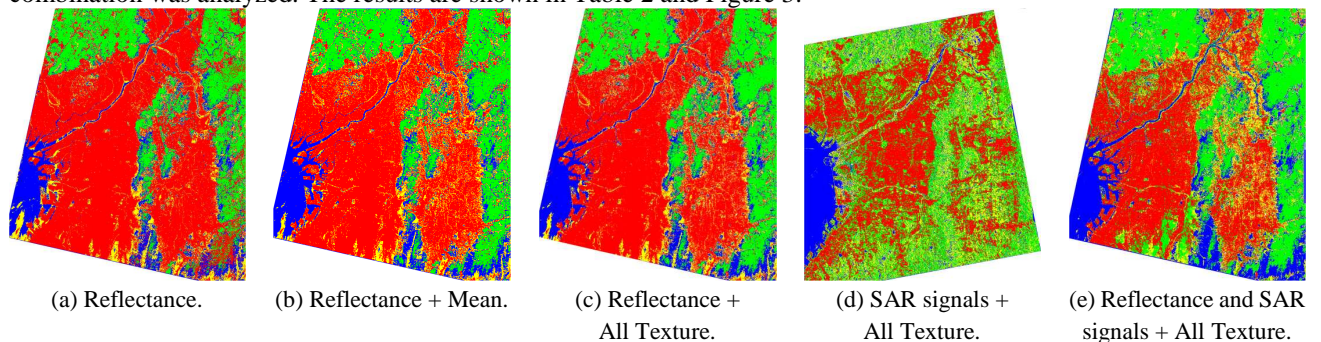 combination was analyzed. The results are shown in Table 2 and Figure 3.
(a) Reflectance.
(b) Reflectance + Mean.
(c) Reflectance +
All Texture.
(d) SAR signals +
All Texture.
(e) Reflectance and SAR
signals + All Texture.